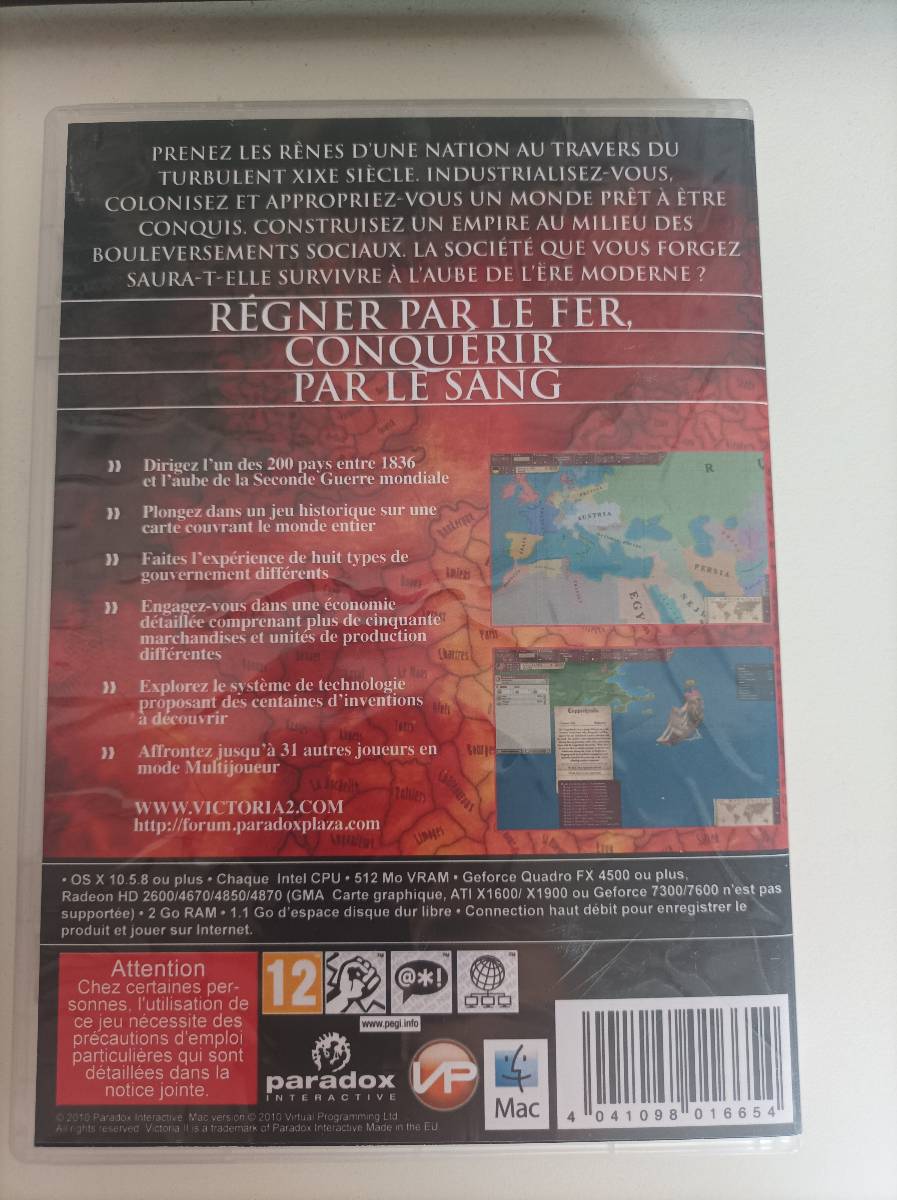 PRENEZ LES RÊNES D'UNE NATION AU TRAVERS DU
TURBULENT XIXE SIÈCLE. INDUSTRIALISEZ-VOUS,
COLONISEZ ET APPROPRIEZ-VOUS UN MONDE PRÊT À ÊTRE
CONQUIS. CONSTRUISEZ UN EMPIRE AU MILIEU DES
BOULEVERSEMENTS SOCIAUX. LA SOCIÉTÉ QUE VOUS FORGEZ
SAURA-T-ELLE SURVIVRE À L'AUBE DE L'ÈRE MODERNE ?
RÉGNER PAR LE FER,
CONQUÉRIR
PAR LE SANG
Dirigez l'un des 200 pays entre 1836
et l'aube de la Seconde Guerre mondiale
Plongez dans un jeu historique sur une
carte couvrant le monde entier
Faites l'expérience de huit types de
gouvernement différents
Engagez-vous dans une économie
détaillée comprenant plus de cinquante
marchandises et unités de production
différentes
Explorez le système de technologie
proposant des centaines d'inventions
à découvrir
Affrontez jusqu'à 31 autres joueurs en
mode Multijoueur
WWW.VICTORIA2.COM
http://forum.paradoxplaza.com
AUSTRIA
SPAIN
PERSIA
EGY
NEJ
R
Amiens
Paris
Chartres
Limoges
• OS X 10.5.8 ou plus • Chaque Intel CPU • 512 Mo VRAM • Geforce Quadro FX 4500 ou plus,
Radeon HD 2600/4670/4850/4870 (GMA Carte graphique, ATI X1600/ X1900 ou Geforce 7300/7600 n'est pas
supportée) • 2 Go RAM • 1.1 Go d'espace disque dur libre • Connection haut débit pour enregistrer le
produit et jouer sur Internet.
Attention
Chez certaines per-
sonnes, l'utilisation de
ce jeu nécessite des
précautions d'emploi
particulières qui sont
détaillées dans la
notice jointe.
12
@*!
www.pegi.info
paradox
INTERACTIVE
VP
Mac
4 041098 016654
© 2010 Paradox Interactive. Mac version © 2010 Virtual Programming Ltd.
All rights reserved. Victoria II is a trademark of Paradox Interactive Made in the EU.